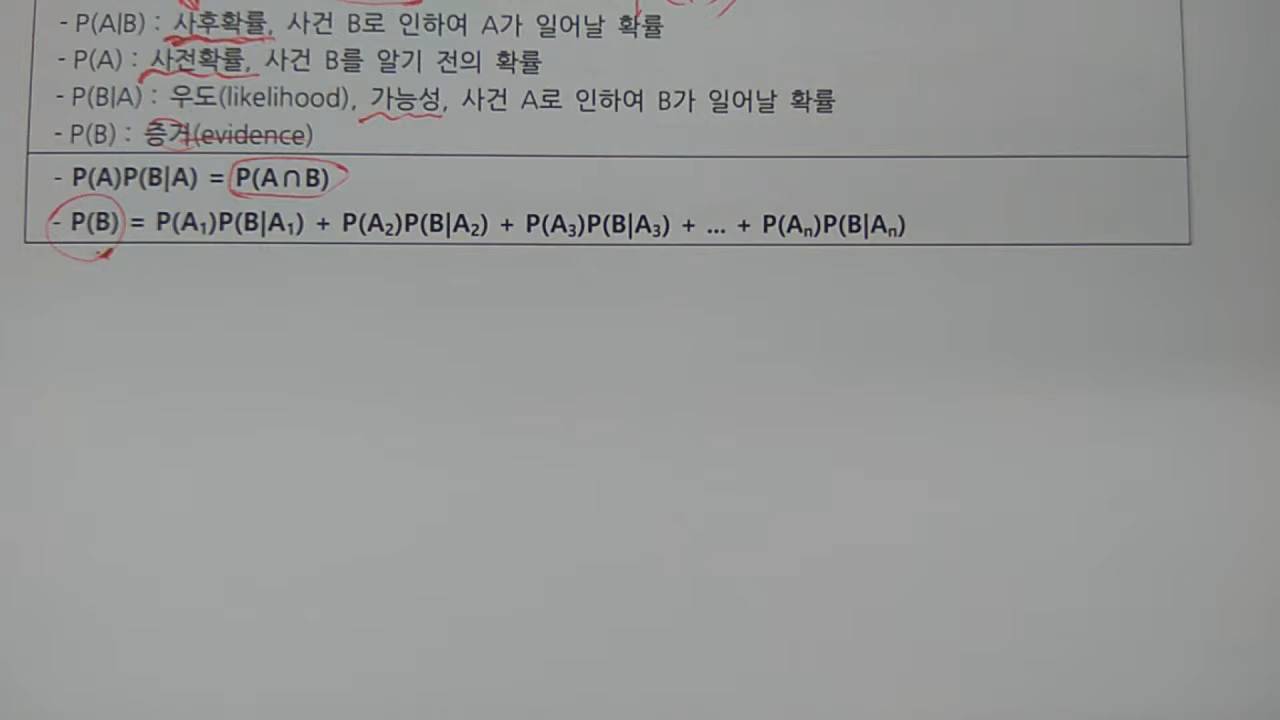 - P(A|B) : 사후확률, 사건 B로 인하여 A가 일어날 확률
- P(A) : 사전확률, 사건 B를 알기 전의 확률
- P(B|A) : 우도(likelihood), 가능성, 사건 A로 인하여 B가 일어날 확률
- P(B) : 증거(evidence)
- P(A)P(B|A) = P(A∩B)
- P(B) = P(A₁)P(B|A₁) + P(A₂)P(B|A₂) + P(A₃)P(B|A₃) + ... + P(Aₙ)P(B|Aₙ)